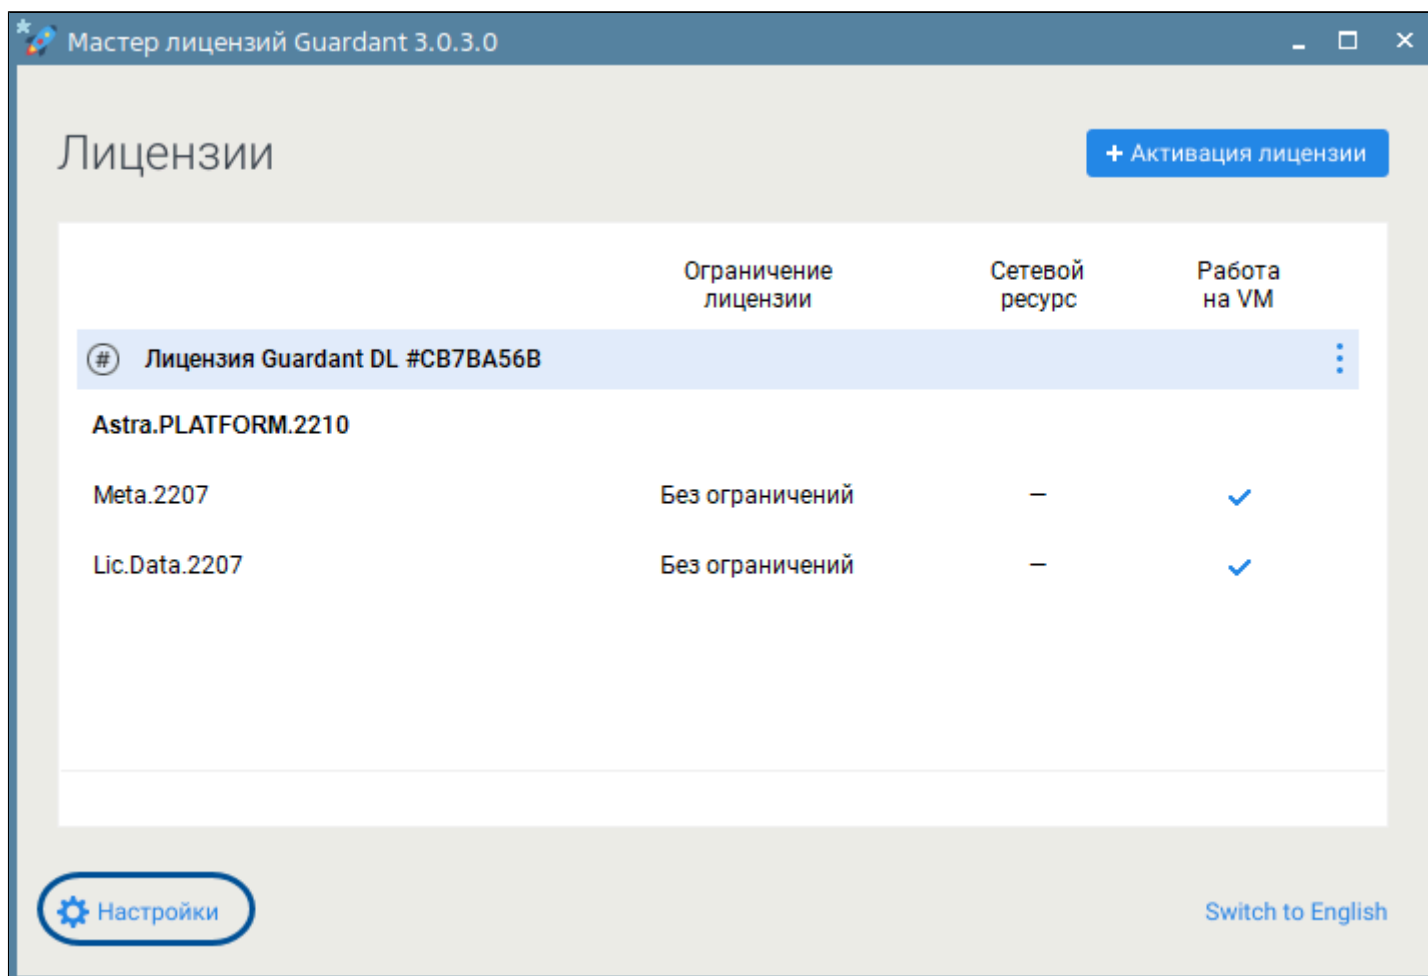 Мастер лицензий Guardant 3.0.3.0
Лицензии
+ Активация лицензии
Ограничение лицензии
Сетевой ресурс
Работа на VM
# Лицензия Guardant DL #CB7BA56B
Astra.PLATFORM.2210
Meta.2207 Без ограничений –
Lic.Data.2207 Без ограничений –
Настройки
Switch to English